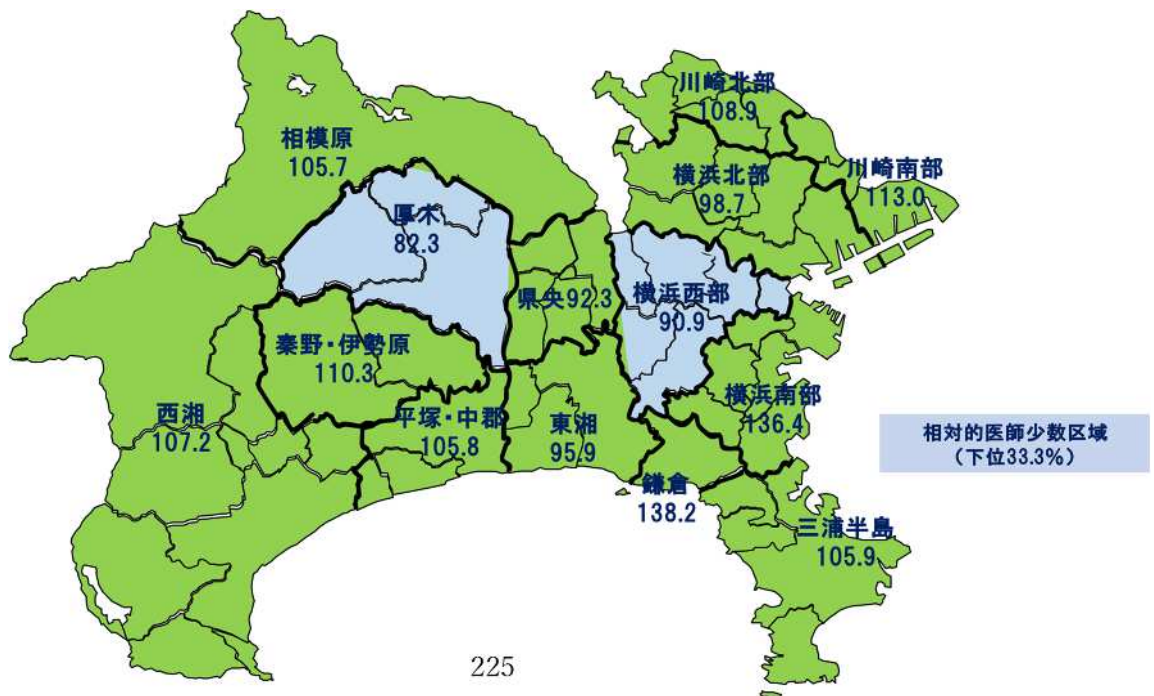 川崎北部
108.9
相模原
105.7
横浜北部
98.7
川崎南部
113.0
厚木
82.3
県央92.3
横浜西部
90.9
秦野・伊勢原
110.3
横浜南部
136.4
西湘
107.2
平塚・中郡
105.8
東湘
95.9
相対的医師少数区域
（下位33.3%）
鎌倉
138.2
三浦半島
105.9
225